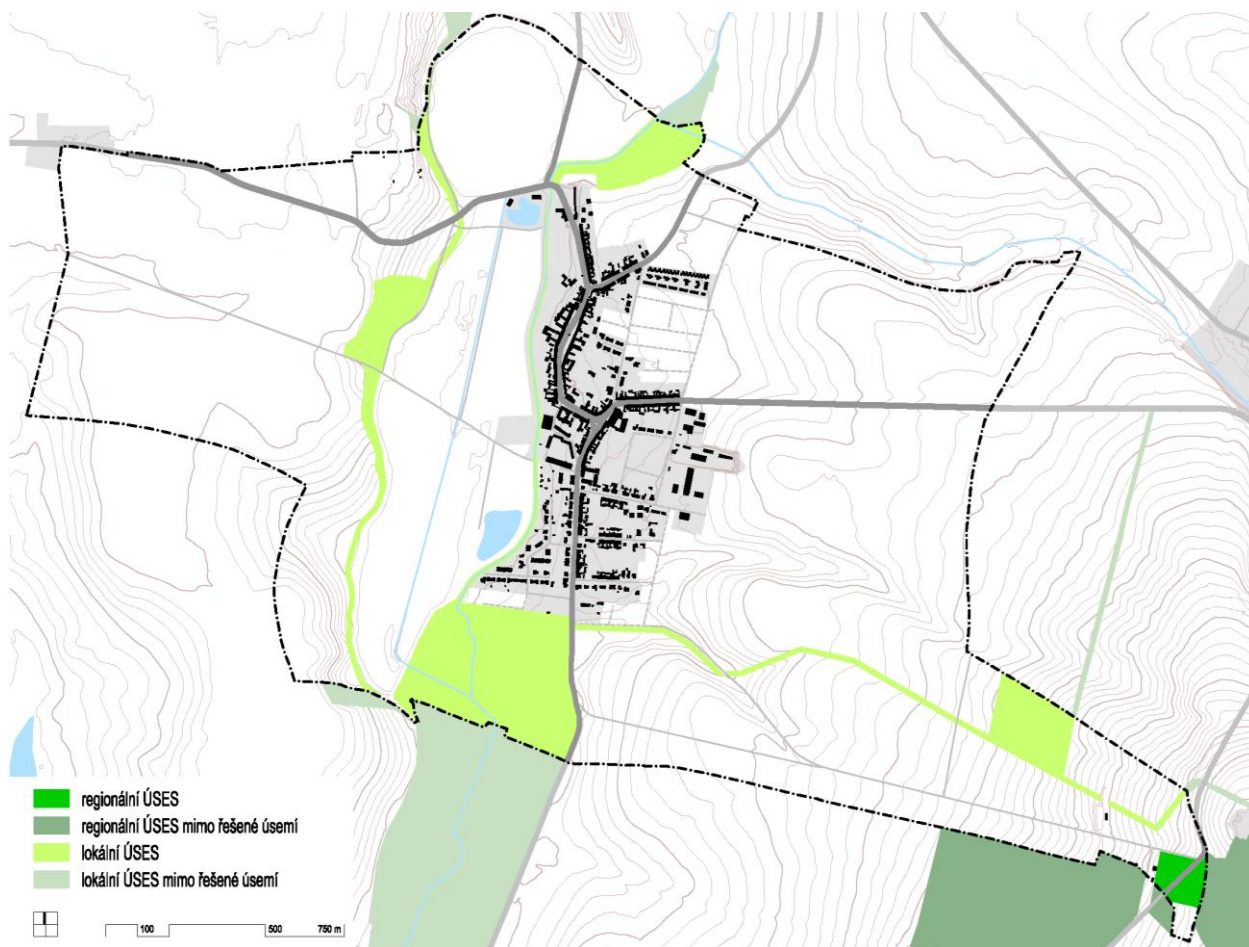 regionální ÚSES
regionální ÚSES mimo řešené území
lokální ÚSES
lokální ÚSES mimo řešené území
100 500 750 m